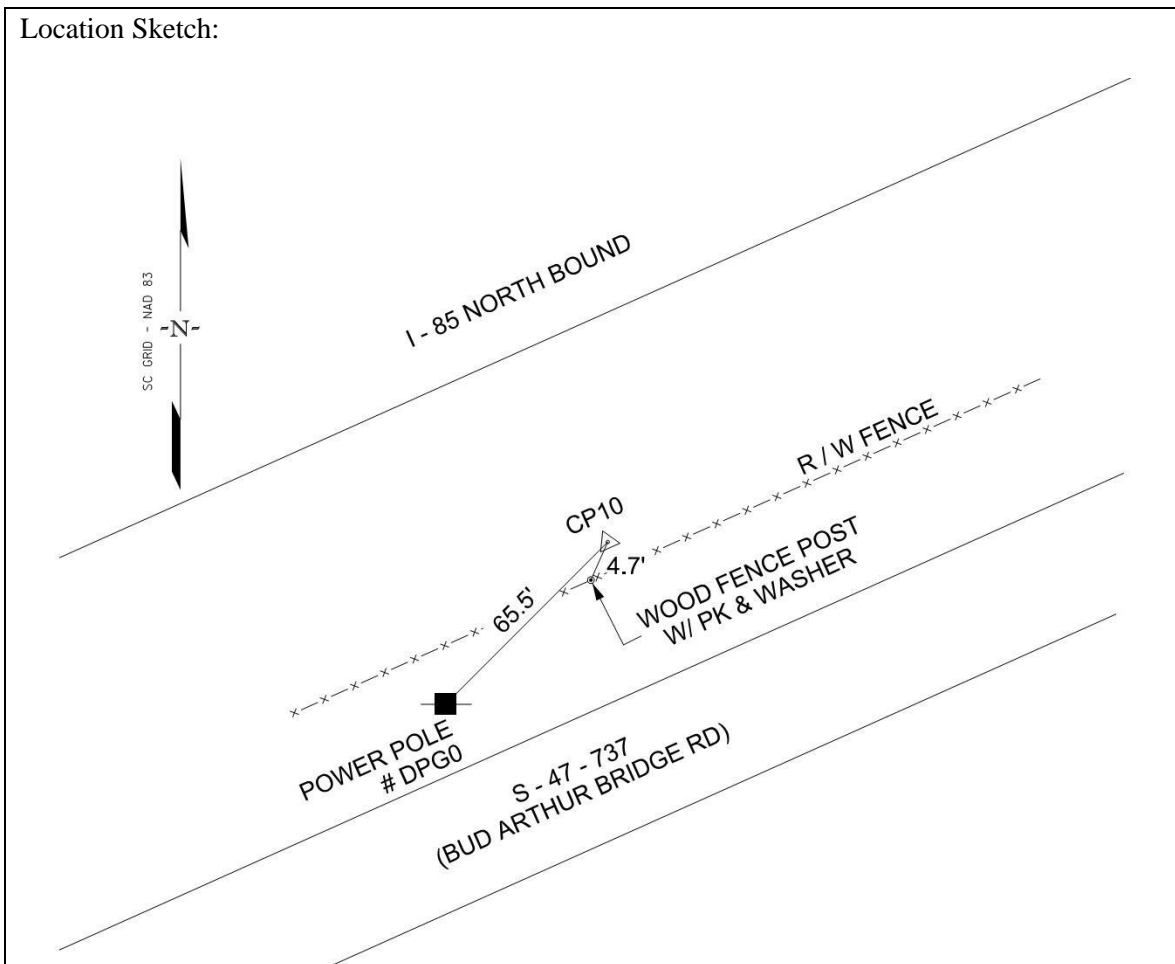 Location Sketch:
I - 85 NORTH BOUND
SC GRID - NAD 83
-N-
R / W FENCE
CP10
4.7'
65.5'
WOOD FENCE POST
W/ PK & WASHER
POWER POLE
# DPG0
S - 47 - 737
(BUD ARTHUR BRIDGE RD)